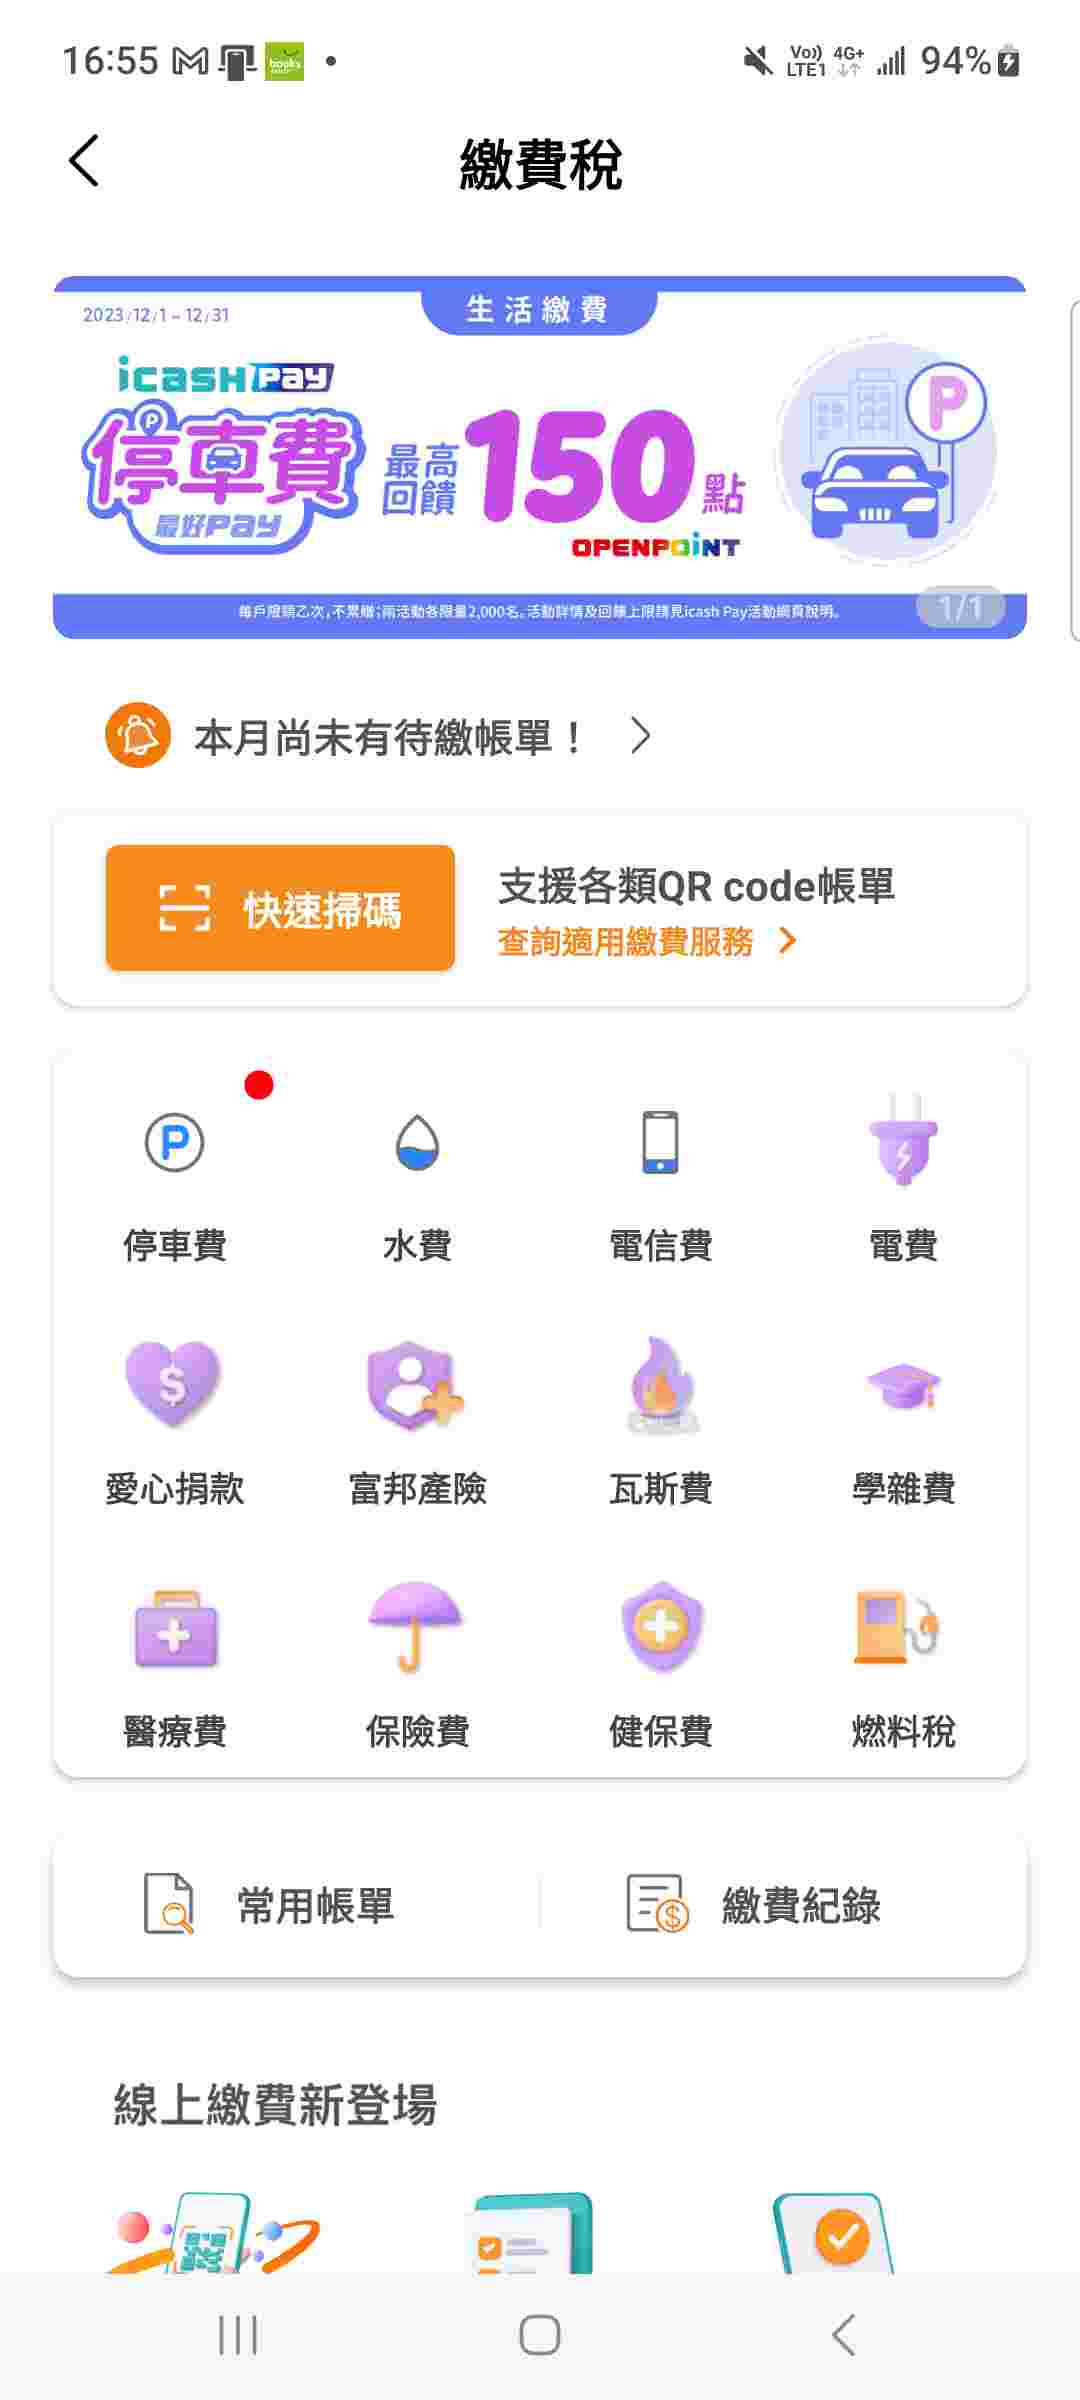 16:55
Vo)) LTE1 4G+ 94%
繳費稅
2023/12/1 - 12/31
生活繳費
icash Pay
停車費
最好Pay
最高回饋150點
OPENPOINT
每戶限領乙次，不累贈；兩活動各限量2,000名。活動詳情及回饋上限請見icash Pay活動網頁說明。
1/1
本月尚未有待繳帳單！
快速掃碼
支援各類QR code帳單
查詢適用繳費服務
停車費 水費 電信費 電費
愛心捐款 富邦產險 瓦斯費 學雜費
醫療費 保險費 健保費 燃料稅
常用帳單 繳費紀錄
線上繳費新登場